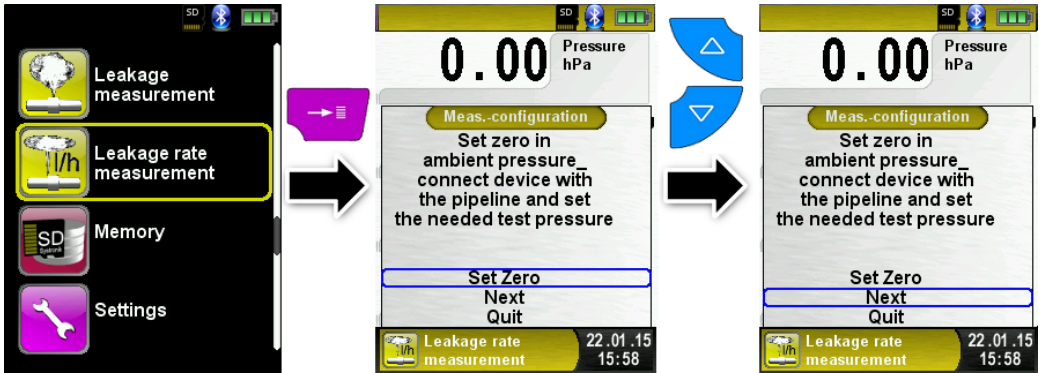 SD
Leakage
measurement
l/h
Leakage rate
measurement
SD
Memory
Settings
SD
0.00
Pressure
hPa
Meas.-configuration
Set zero in
ambient pressure_
connect device with
the pipeline and set
the needed test pressure
Set Zero
Next
Quit
l/h
Leakage rate
measurement
22.01.15
15:58
SD
0.00
Pressure
hPa
Meas.-configuration
Set zero in
ambient pressure_
connect device with
the pipeline and set
the needed test pressure
Set Zero
Next
Quit
l/h
Leakage rate
measurement
22.01.15
15:58